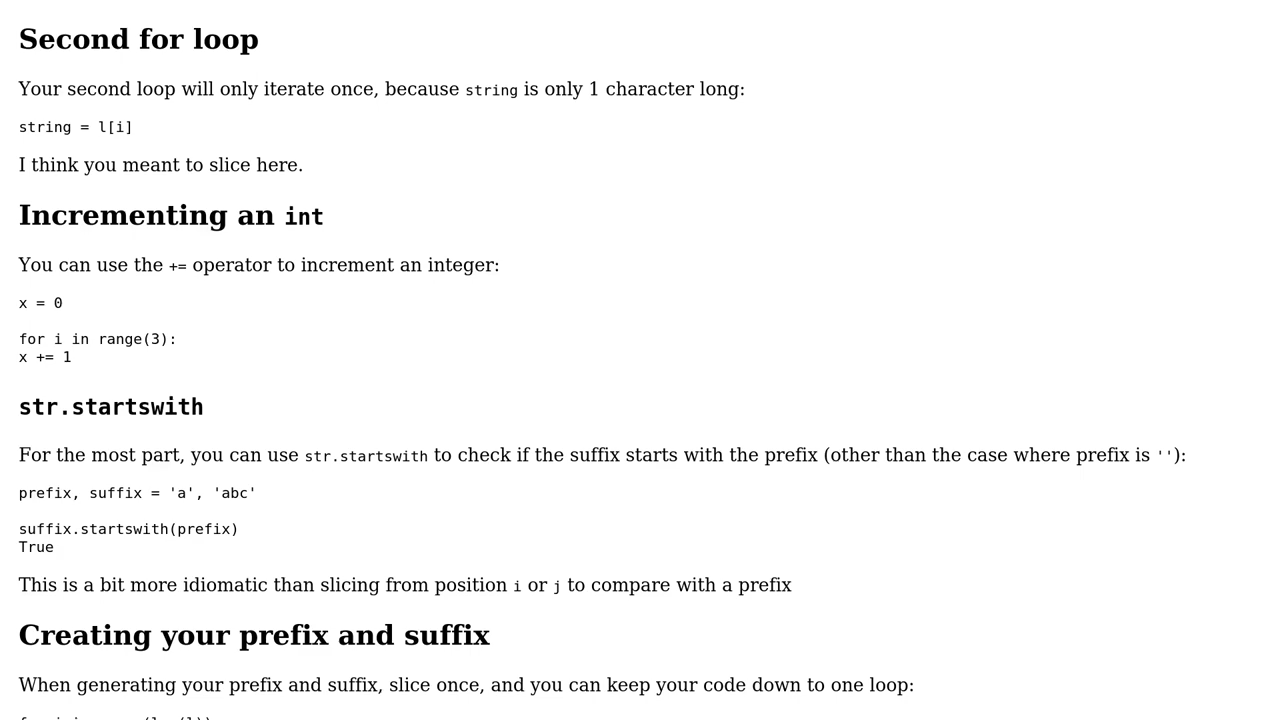 Second for loop
Your second loop will only iterate once, because string is only 1 character long:
string = l[i]
I think you meant to slice here.
Incrementing an int
You can use the += operator to increment an integer:
x = 0
for i in range(3):
x += 1
str.startswith
For the most part, you can use str.startswith to check if the suffix starts with the prefix (other than the case where prefix is ''):
prefix, suffix = 'a', 'abc'
suffix.startswith(prefix)
True
This is a bit more idiomatic than slicing from position i or j to compare with a prefix
Creating your prefix and suffix
When generating your prefix and suffix, slice once, and you can keep your code down to one loop: